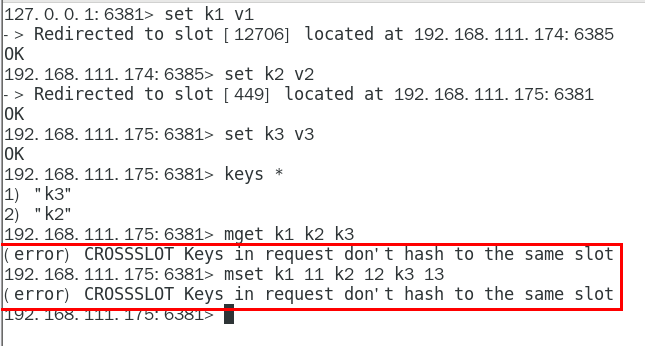 127.0.0.1:6381> set k1 v1
-> Redirected to slot [12706] located at 192.168.111.174:6385
OK
192.168.111.174:6385> set k2 v2
-> Redirected to slot [449] located at 192.168.111.175:6381
OK
192.168.111.175:6381> set k3 v3
OK
192.168.111.175:6381> keys *
1) "k3"
2) "k2"
192.168.111.175:6381> mget k1 k2 k3
(error) CROSSSLOT Keys in request don't hash to the same slot
192.168.111.175:6381> mset k1 11 k2 12 k3 13
(error) CROSSSLOT Keys in request don't hash to the same slot
192.168.111.175:6381>